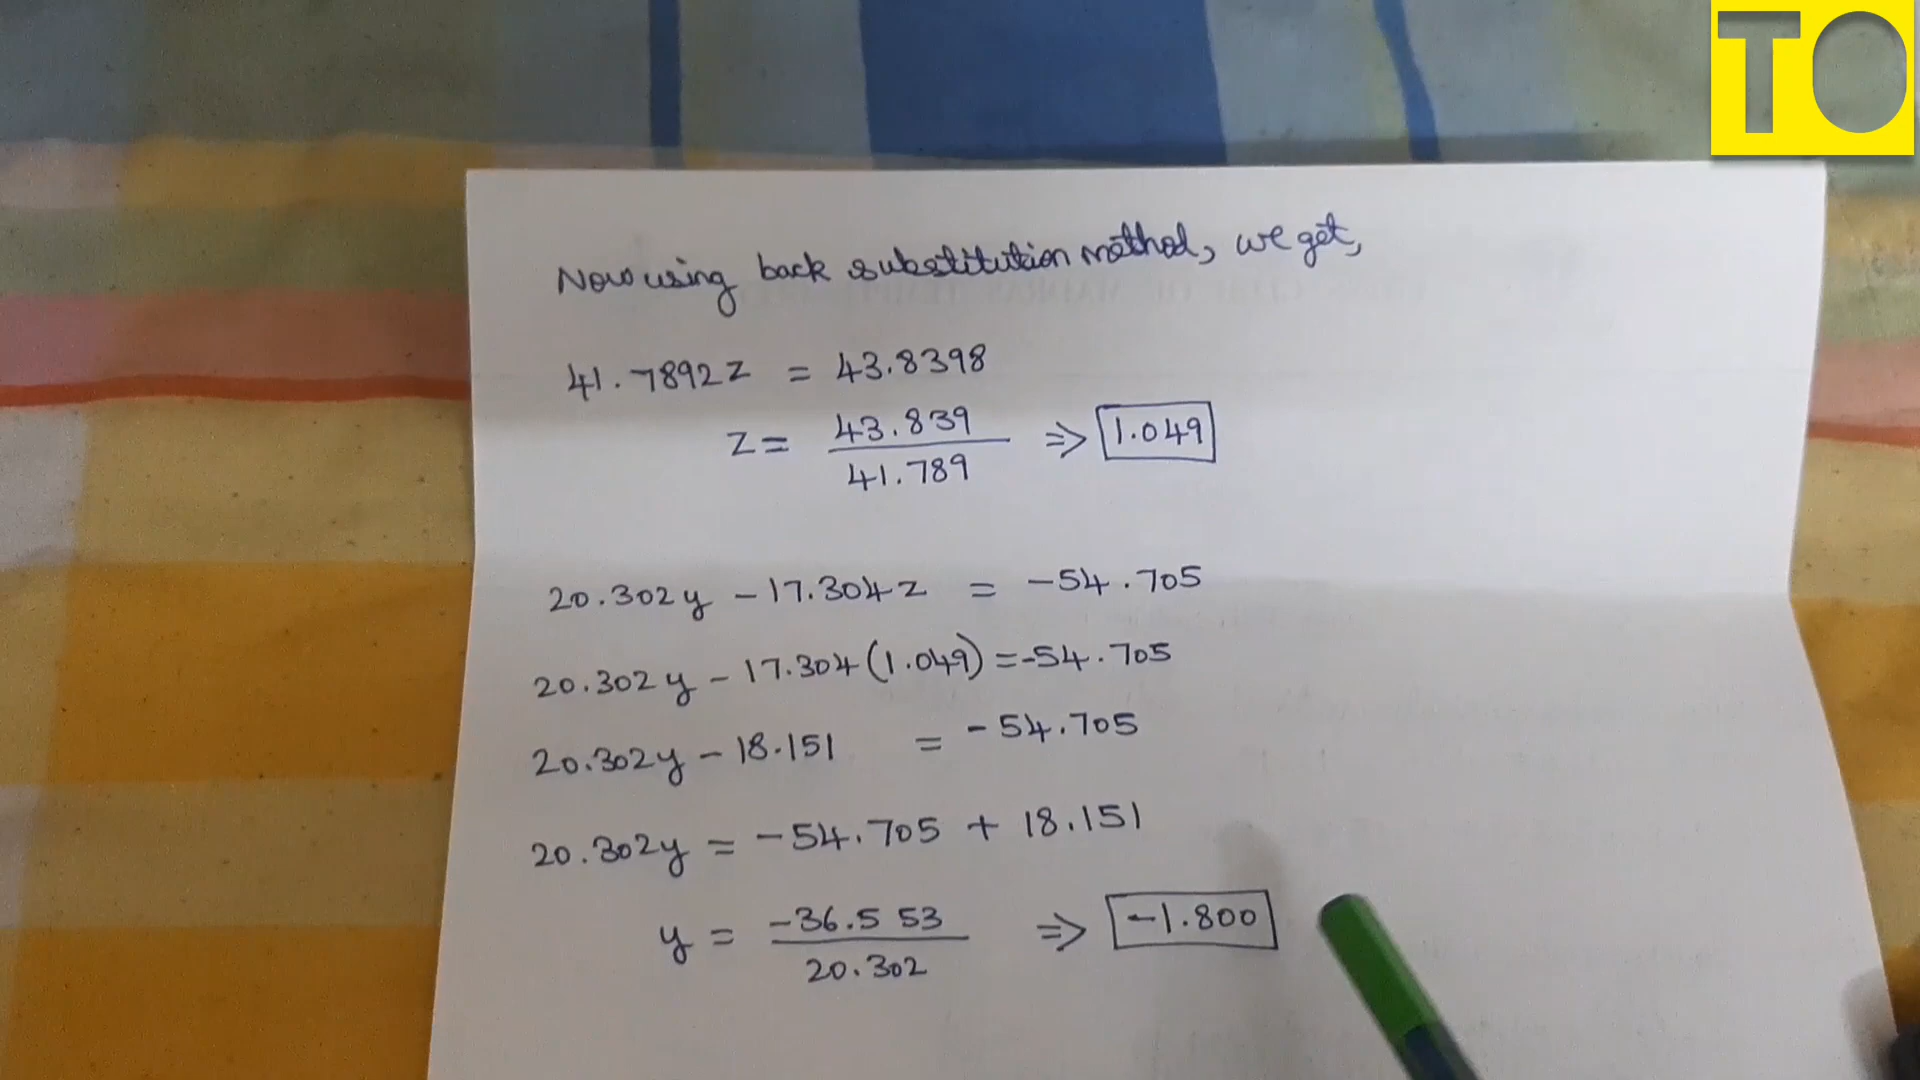 TO
Now using back substitution method, we get,
41.7892z = 43.8398
z = 43.839 / 41.789 ⇒ 1.049
20.302y - 17.304z = -54.705
20.302y - 17.304(1.049) = -54.705
20.302y - 18.151 = -54.705
20.302y = -54.705 + 18.151
y = -36.553 / 20.302 ⇒ -1.800